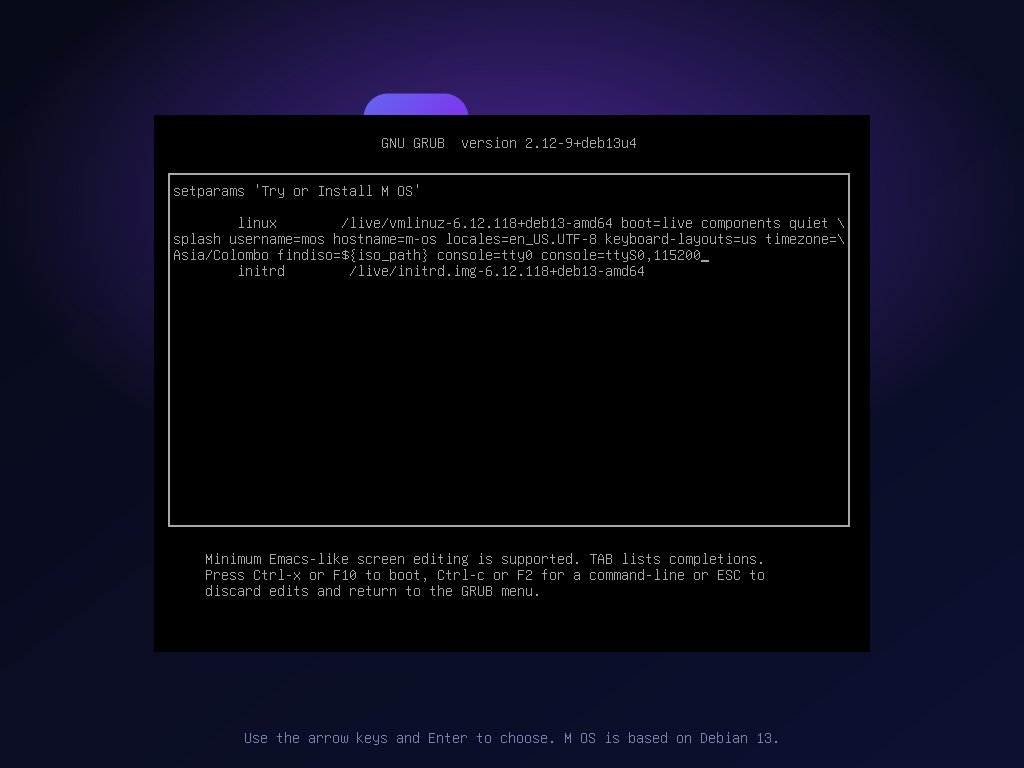 GNU GRUB  version 2.12-9+deb13u4
setparams 'Try or Install M OS'
linux        /live/vmlinuz-6.12.118+deb13-amd64 boot=live components quiet \
splash username=mos hostname=m-os locales=en_US.UTF-8 keyboard-layouts=us timezone=\
Asia/Colombo findiso=${iso_path} console=tty0 console=ttyS0,115200_
initrd        /live/initrd.img-6.12.118+deb13-amd64
Minimum Emacs-like screen editing is supported. TAB lists completions.
Press Ctrl-x or F10 to boot, Ctrl-c or F2 for a command-line or ESC to
discard edits and return to the GRUB menu.
Use the arrow keys and Enter to choose. M OS is based on Debian 13.